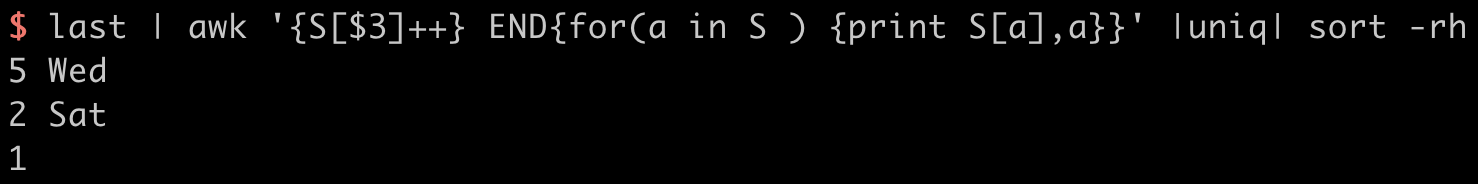 $ last | awk '{S[$3]++} END{for(a in S ) {print S[a],a}}' |uniq| sort -rh
5 Wed
2 Sat
1